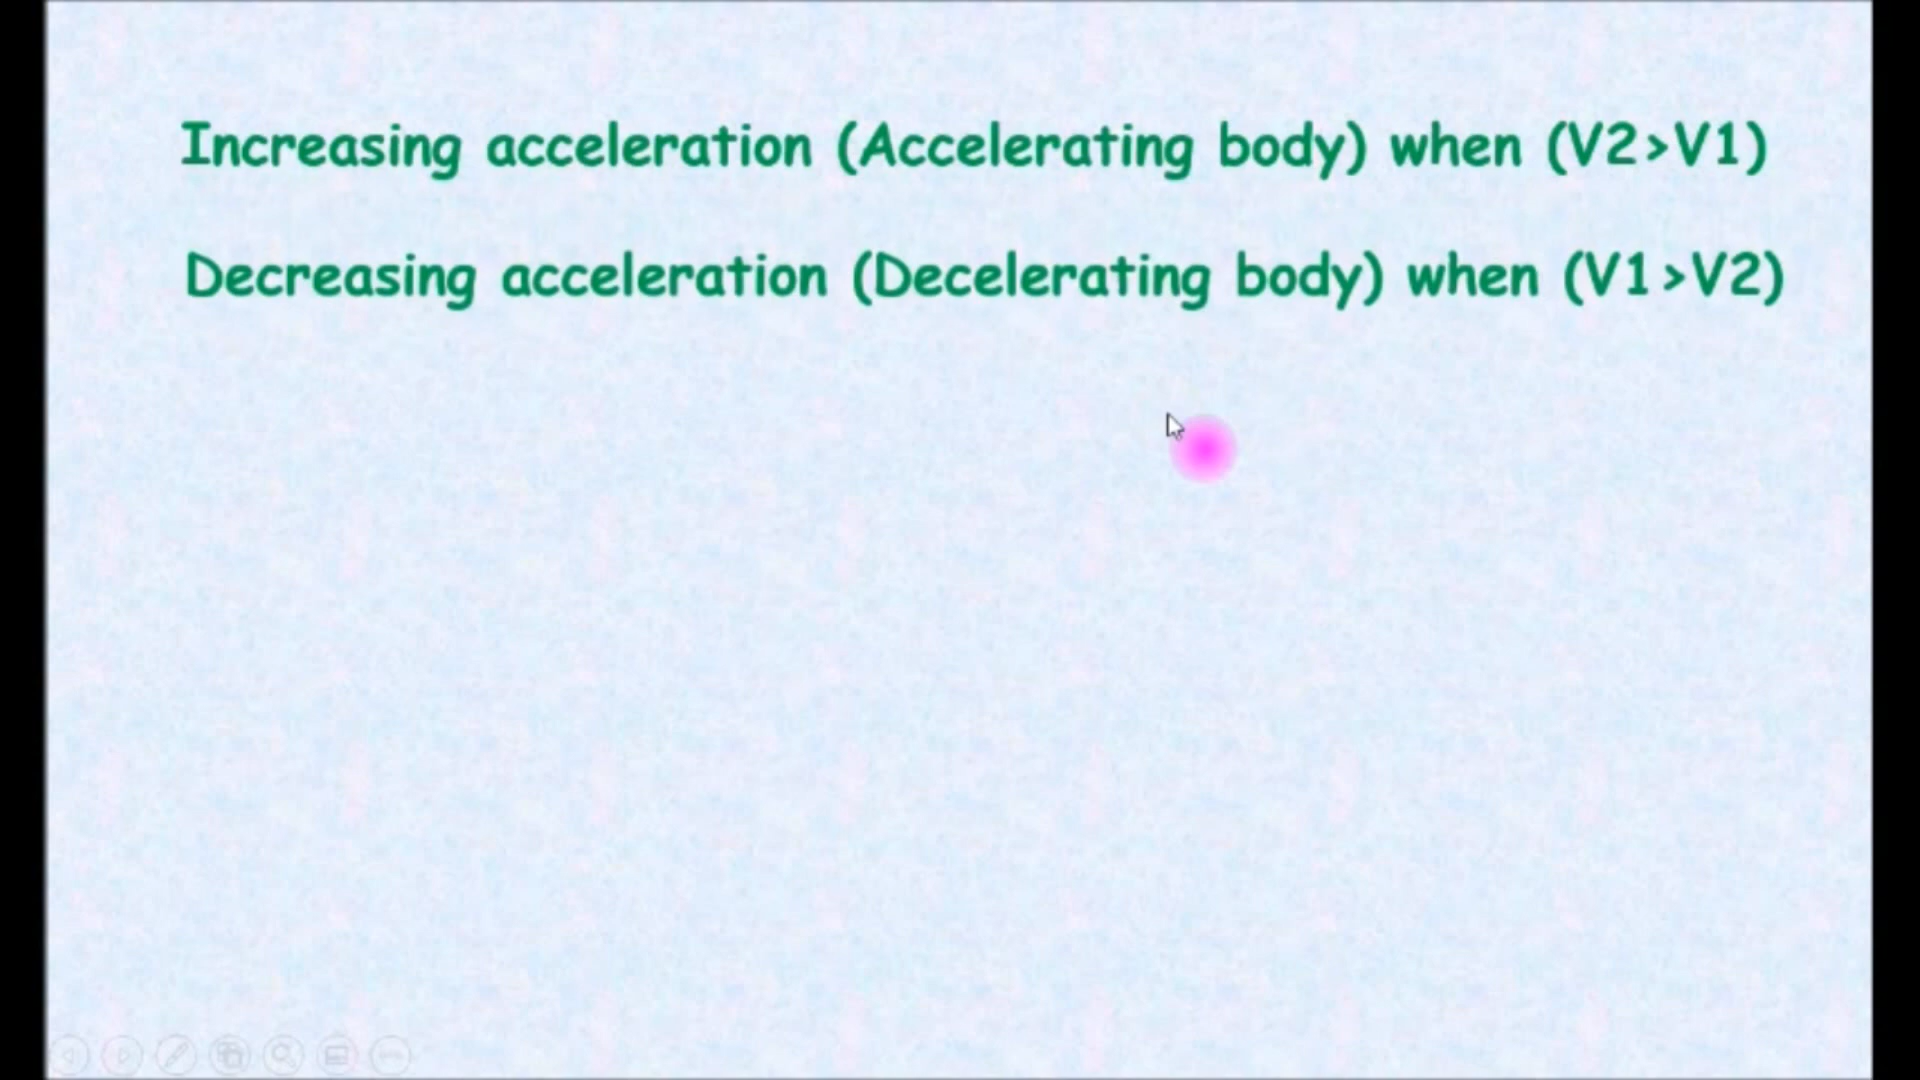 Increasing acceleration (Accelerating body) when (V2>V1)
Decreasing acceleration (Decelerating body) when (V1>V2)